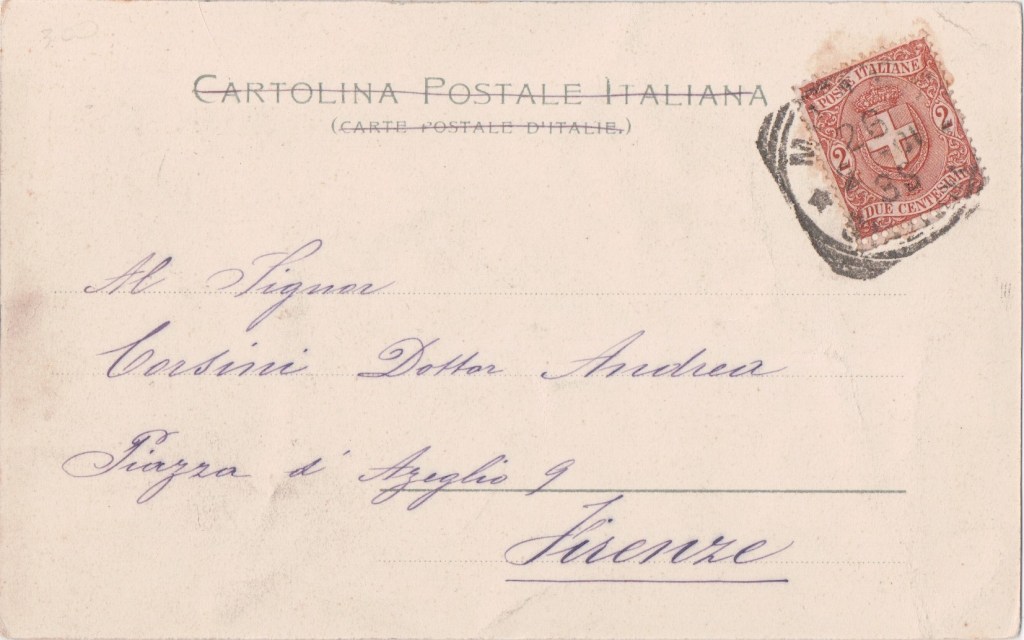 CARTOLINA POSTALE ITALIANA
(CARTE POSTALE D'ITALIE.)
POSTE ITALIANE
2 2
DUE CENTESIMI
Al Signor
Corsini Dottor Andrea
Piazza d' Azeglio 9
Firenze